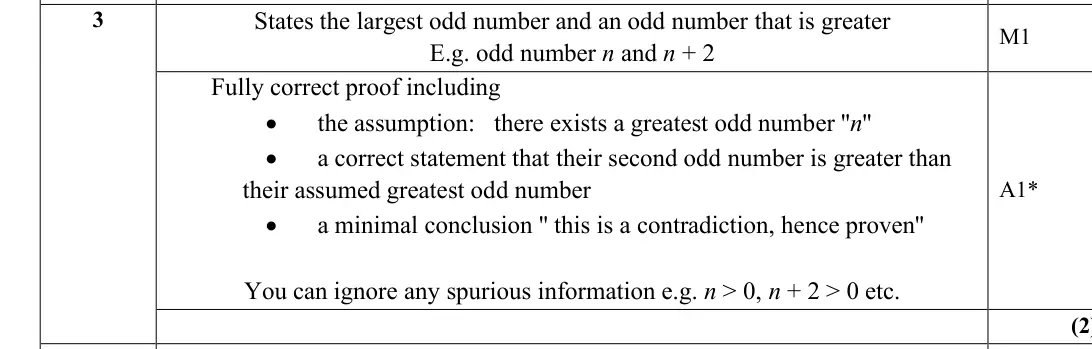 3
States the largest odd number and an odd number that is greater
E.g. odd number n and n + 2
M1
Fully correct proof including
• the assumption: there exists a greatest odd number "n"
• a correct statement that their second odd number is greater than
their assumed greatest odd number
• a minimal conclusion " this is a contradiction, hence proven"
You can ignore any spurious information e.g. n > 0, n + 2 > 0 etc.
A1*
(2)